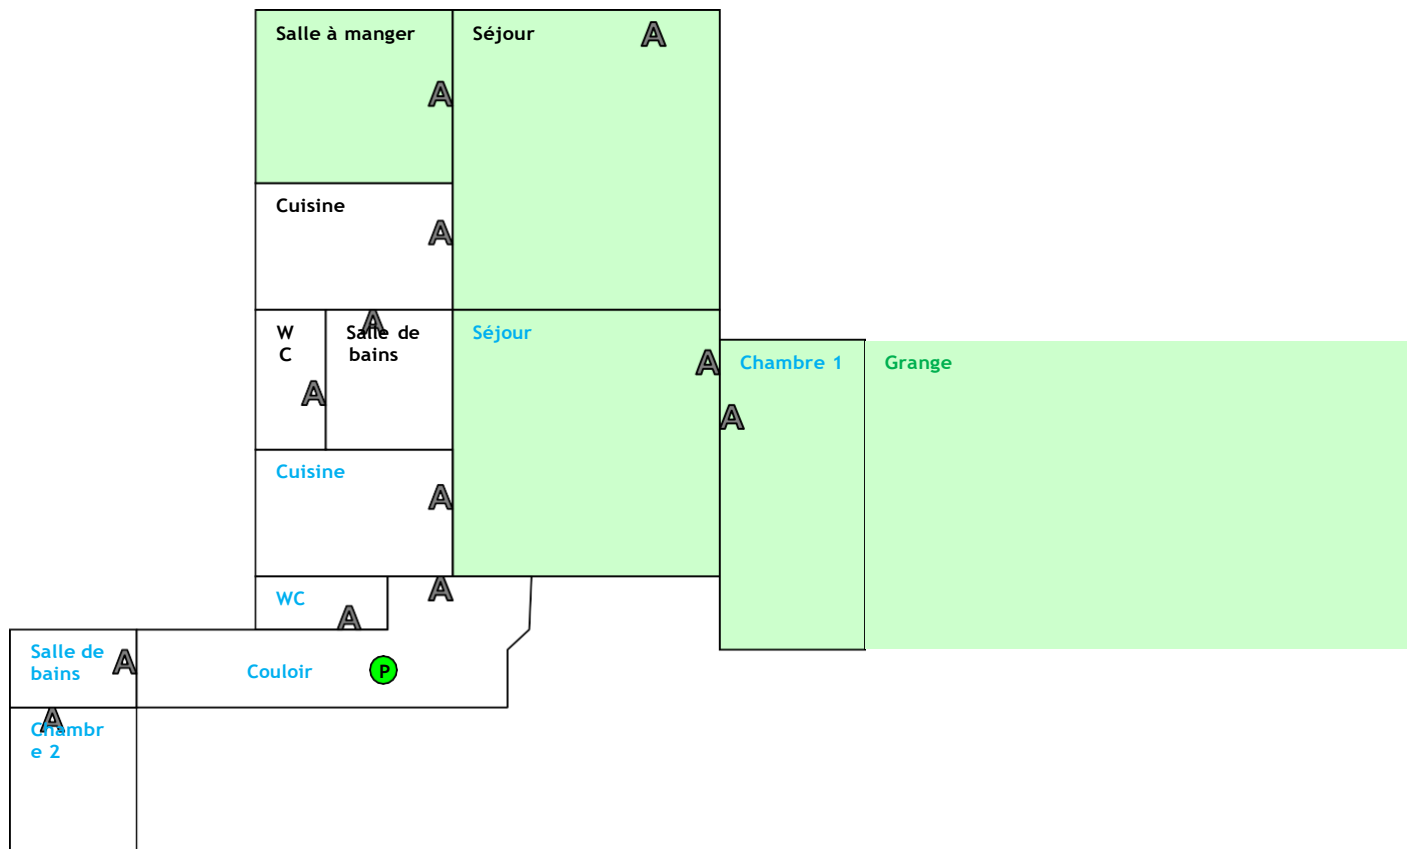 Salle à manger
Séjour
A
A
Cuisine
A
A
W
C
Salle de
bains
A
Séjour
A
Chambre 1
A
Grange
Cuisine
A
WC
A
A
Salle de
bains
A
Couloir
P
A
Chambr
e 2